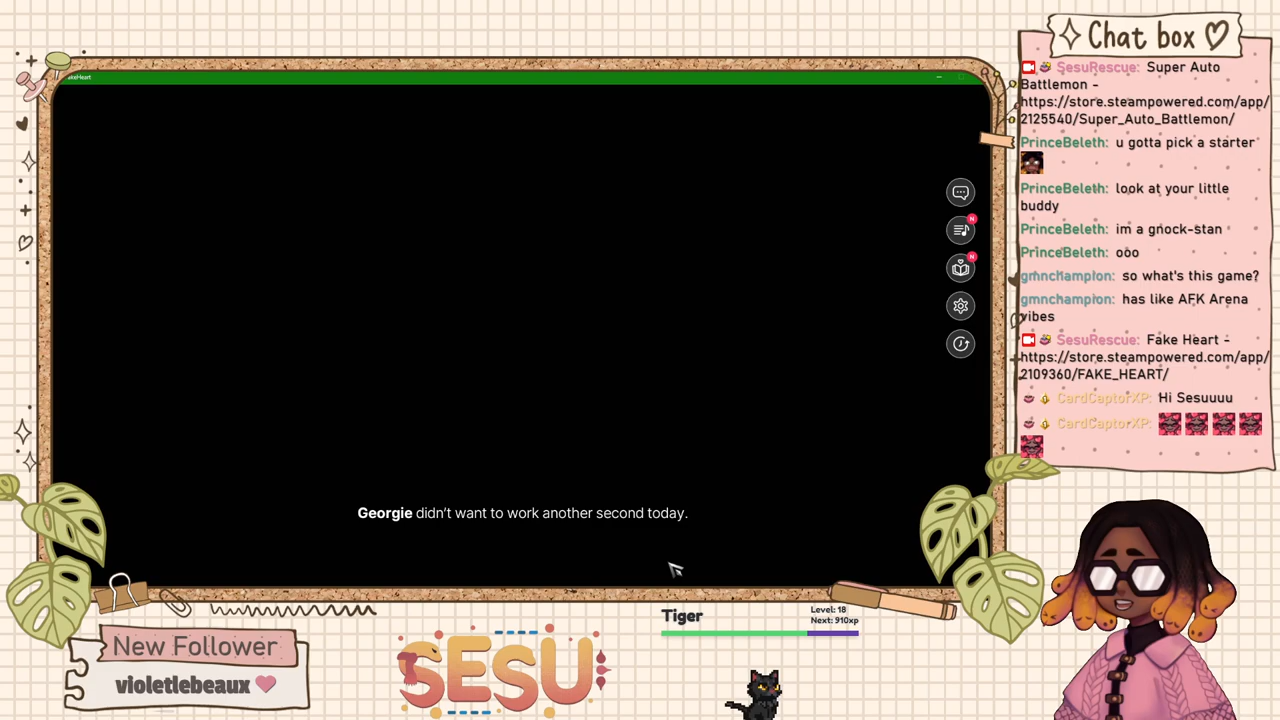 Chat box
SesuRescue: Super Auto
Battlemon -
https://store.steampowered.com/app/
2125540/Super_Auto_Battlemon/
PrinceBeleth: u gotta pick a starter
PrinceBeleth: look at your little
buddy
PrinceBeleth: im a gnock-stan
PrinceBeleth: ooo
gmnchampion: so what's this game?
gmnchampion: has like AFK Arena
vibes
SesuRescue: Fake Heart -
https://store.steampowered.com/app/
2109360/FAKE_HEART/
CardCaptorXP: Hi Sesuuuu
CardCaptorXP:
N
N
Georgie didn't want to work another second today.
Tiger
Level: 18
Next: 910xp
New Follower
violetlebeaux
SESU